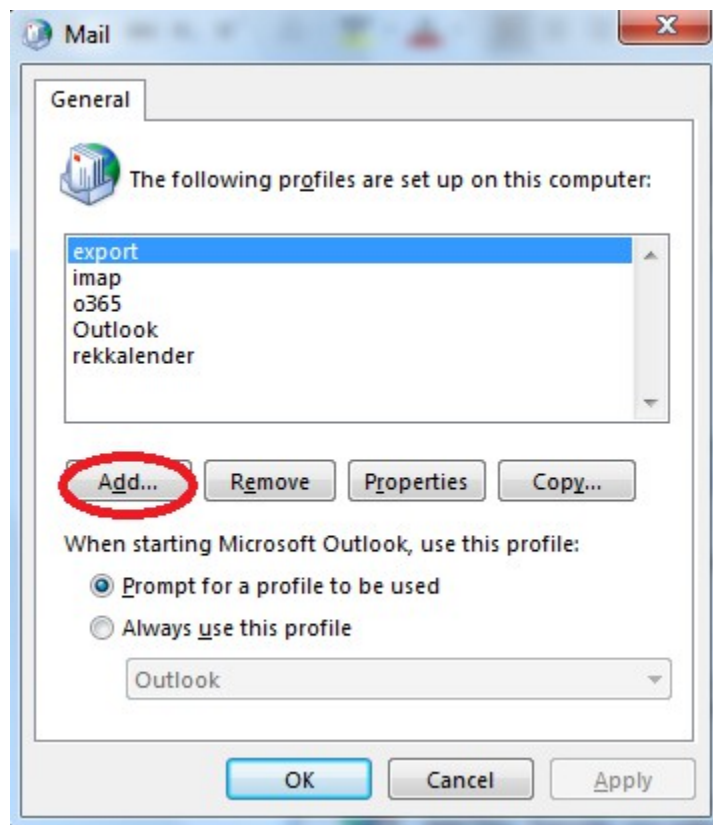 Mail
General
The following profiles are set up on this computer:
export
imap
o365
Outlook
rekkalender
Add... Remove Properties Copy...
When starting Microsoft Outlook, use this profile:
Prompt for a profile to be used
Always use this profile
Outlook
OK Cancel Apply